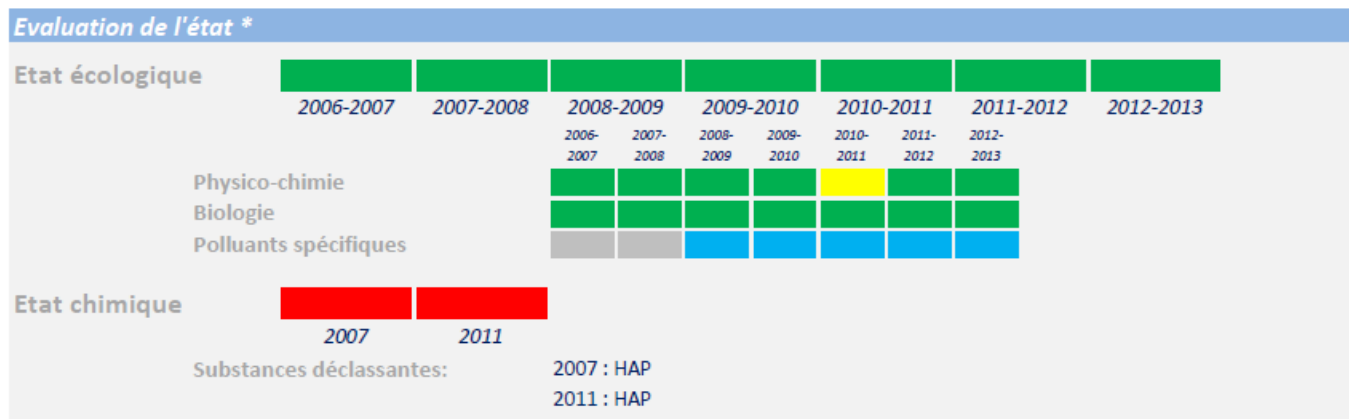 Evaluation de l'état *
Etat écologique
2006-2007 2007-2008 2008-2009 2009-2010 2010-2011 2011-2012 2012-2013
2006- 2007- 2008- 2009- 2010- 2011- 2012-
2007 2008 2009 2010 2011 2012 2013
Physico-chimie
Biologie
Polluants spécifiques
Etat chimique
2007 2011
Substances déclassantes: 2007 : HAP
2011 : HAP